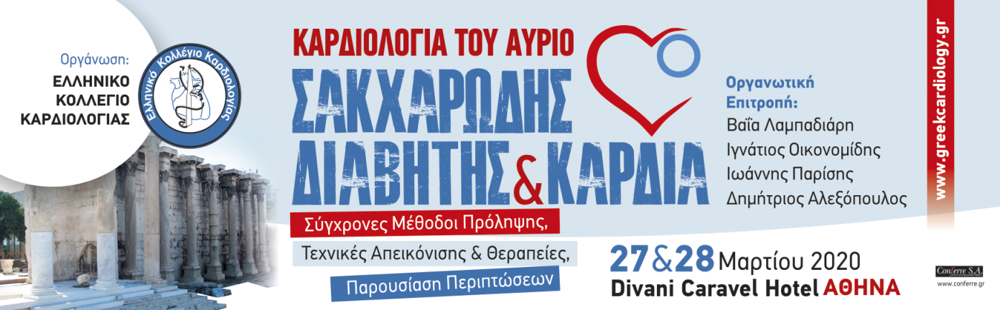 Οργάνωση:
ΕΛΛΗΝΙΚΟ
ΚΟΛΛΕΓΙΟ
ΚΑΡΔΙΟΛΟΓΙΑΣ
Ελληνικό Κολλέγιο Καρδιολογίας
ΚΑΡΔΙΟΛΟΓΙΑ ΤΟΥ ΑΥΡΙΟ
ΣΑΚΧΑΡΩΔΗΣ
ΔΙΑΒΗΤΗΣ & ΚΑΡΔΙΑ
Σύγχρονες Μέθοδοι Πρόληψης,
Τεχνικές Απεικόνισης & Θεραπείες,
Παρουσίαση Περιπτώσεων
Οργανωτική
Επιτροπή:
Βαΐα Λαμπαδιάρη
Ιγνάτιος Οικονομίδης
Ιωάννης Παρίσης
Δημήτριος Αλεξόπουλος
27&28 Μαρτίου 2020
Divani Caravel Hotel ΑΘΗΝΑ
www.greekcardiology.gr
Conferre S.A.
www.conferre.gr